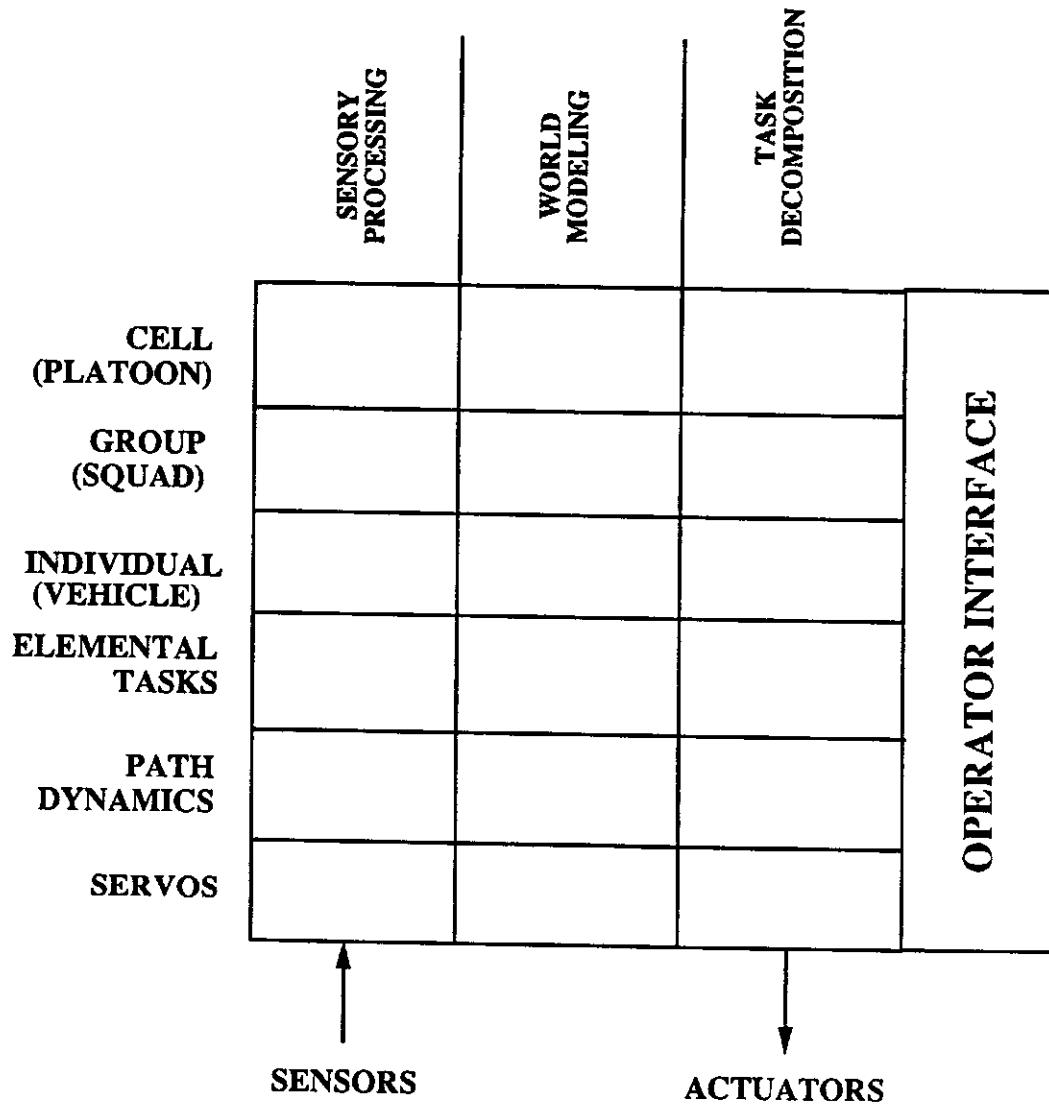 SENSORY
PROCESSING
WORLD
MODELING
TASK
DECOMPOSITION
CELL
(PLATOON)
GROUP
(SQUAD)
INDIVIDUAL
(VEHICLE)
ELEMENTAL
TASKS
PATH
DYNAMICS
SERVOS
OPERATOR INTERFACE
SENSORS
ACTUATORS